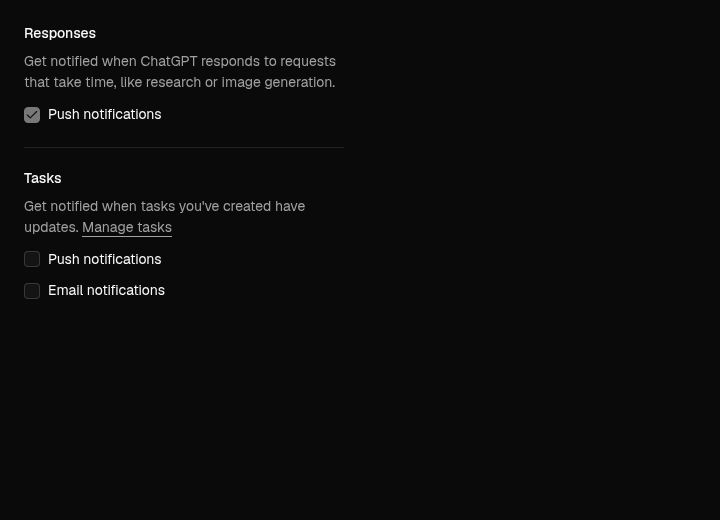 Responses
Get notified when ChatGPT responds to requests
that take time, like research or image generation.
Push notifications
Tasks
Get notified when tasks you've created have
updates. Manage tasks
Push notifications
Email notifications